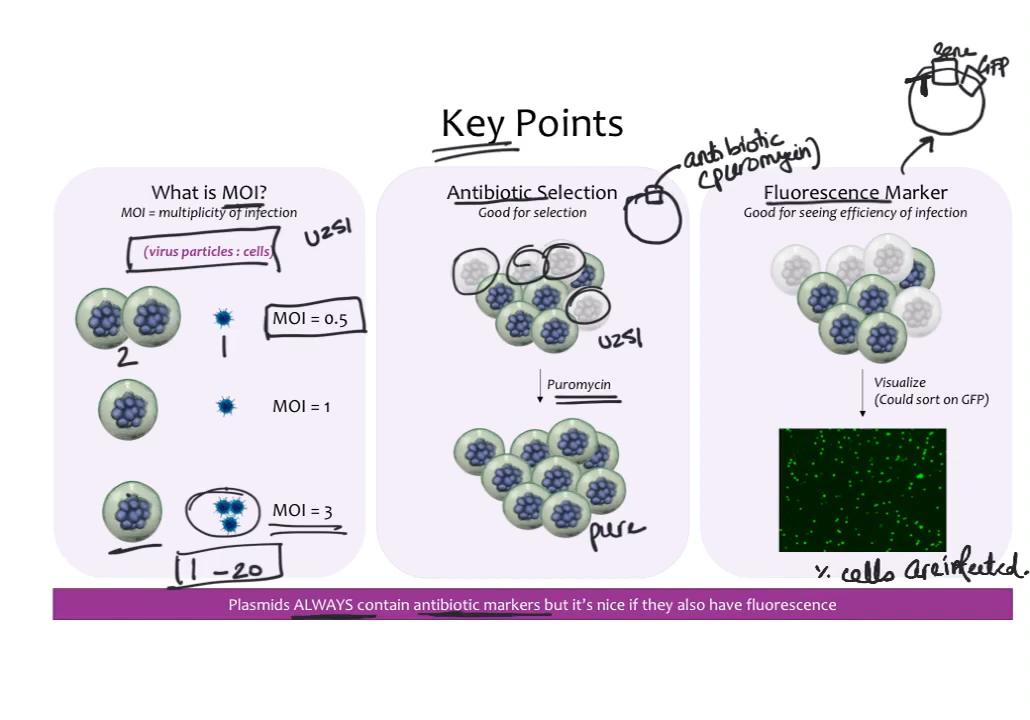 gene
GFP
Key Points
antibiotic
(puromycin)
What is MOI?
MOI = multiplicity of infection
(virus particles : cells)
U251
MOI = 0.5
2
1
MOI = 1
MOI = 3
1 - 20
Antibiotic Selection
Good for selection
U251
Puromycin
pure
Fluorescence Marker
Good for seeing efficiency of infection
Visualize
(Could sort on GFP)
% cells are infected.
Plasmids ALWAYS contain antibiotic markers but it's nice if they also have fluorescence